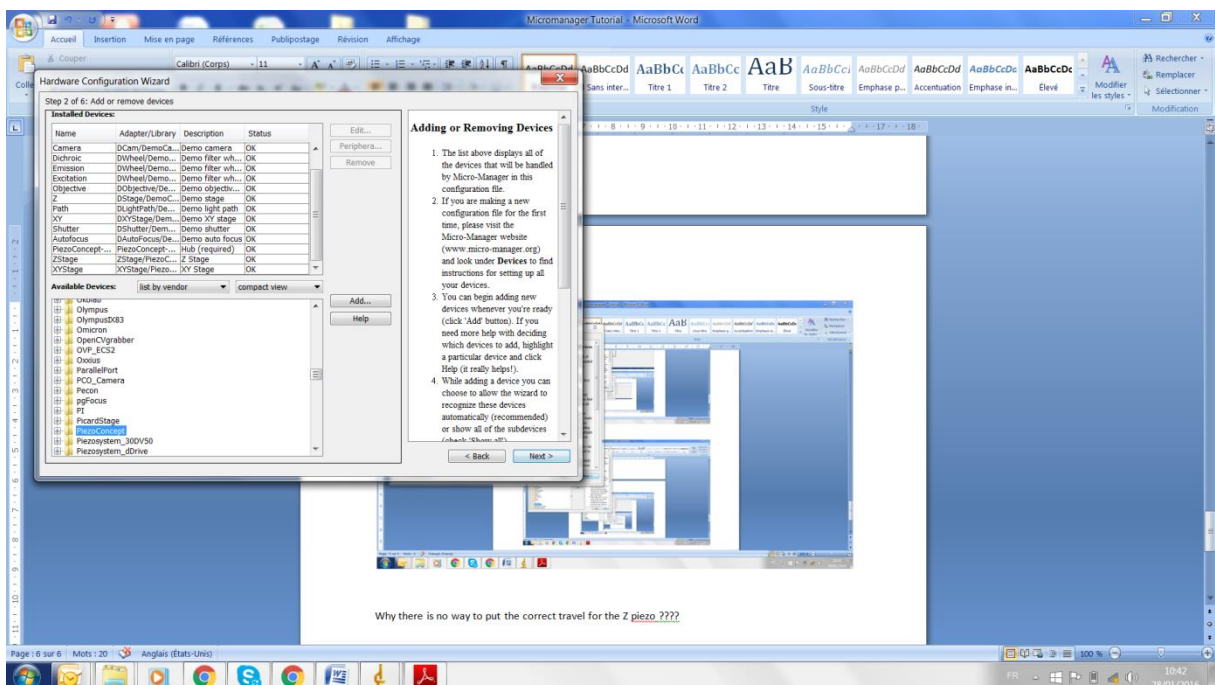 Micromanager Tutorial - Microsoft Word
Accueil Insertion Mise en page Références Publipostage Révision Affichage
Couper
Calibri (Corps) 11
AaBbCcDd AaBbCc AaBbCc AaB AaBbCc AaBbCcDd AaBbCcDd AaBbCcDc AaBbCcDc
Sans inter... Titre 1 Titre 2 Titre Sous-titre Emphase p... Accentuation Emphase in... Élevé
Modifier les styles
Rechercher
Remplacer
Sélectionner
Style Modification
Hardware Configuration Wizard
Step 2 of 6: Add or remove devices
Installed Devices:
Name Adapter/Library Description Status
Camera DCam/DemoCa... Demo camera OK
Dichroic DWheel/Demo... Demo filter wh... OK
Emission DWheel/Demo... Demo filter wh... OK
Excitation DWheel/Demo... Demo filter wh... OK
Objective DObjective/De... Demo objectiv... OK
Z DStage/DemoC... Demo stage OK
Path DLightPath/De... Demo light path OK
XY DXYStage/Dem... Demo XY stage OK
Shutter DShutter/Dem... Demo shutter OK
Autofocus DAutoFocus/De... Demo auto focus OK
PiezoConcept-... PiezoConcept-... Hub (required) OK
ZStage ZStage/PiezoC... Z Stage OK
XYStage XYStage/Piezo... XY Stage OK
Edit...
Periphera...
Remove
Available Devices: list by vendor compact view
Add...
Help
Olympus
OlympusIX83
Omicron
OpenCVgrabber
OVP_ECS2
Oxxius
ParallelPort
PCO_Camera
Pecon
pgFocus
PI
PicardStage
PiezoConcept
Piezosystem_30DV50
Piezosystem_dDrive
Adding or Removing Devices
1. The list above displays all of
the devices that will be handled
by Micro-Manager in this
configuration file.
2. If you are making a new
configuration file for the first
time, please visit the
Micro-Manager website
(www.micro-manager.org)
and look under Devices to find
instructions for setting up all
your devices.
3. You can begin adding new
devices whenever you're ready
(click 'Add' button). If you
need more help with deciding
which devices to add, highlight
a particular device and click
Help (it really helps!).
4. While adding a device you can
choose to allow the wizard to
recognize these devices
automatically (recommended)
or show all of the subdevices
(check 'Show all')
< Back Next >
Why there is no way to put the correct travel for the Z piezo ????
Page : 6 sur 6 Mots : 20 Anglais (États-Unis) 100 %
FR 10:42
28/01/2016